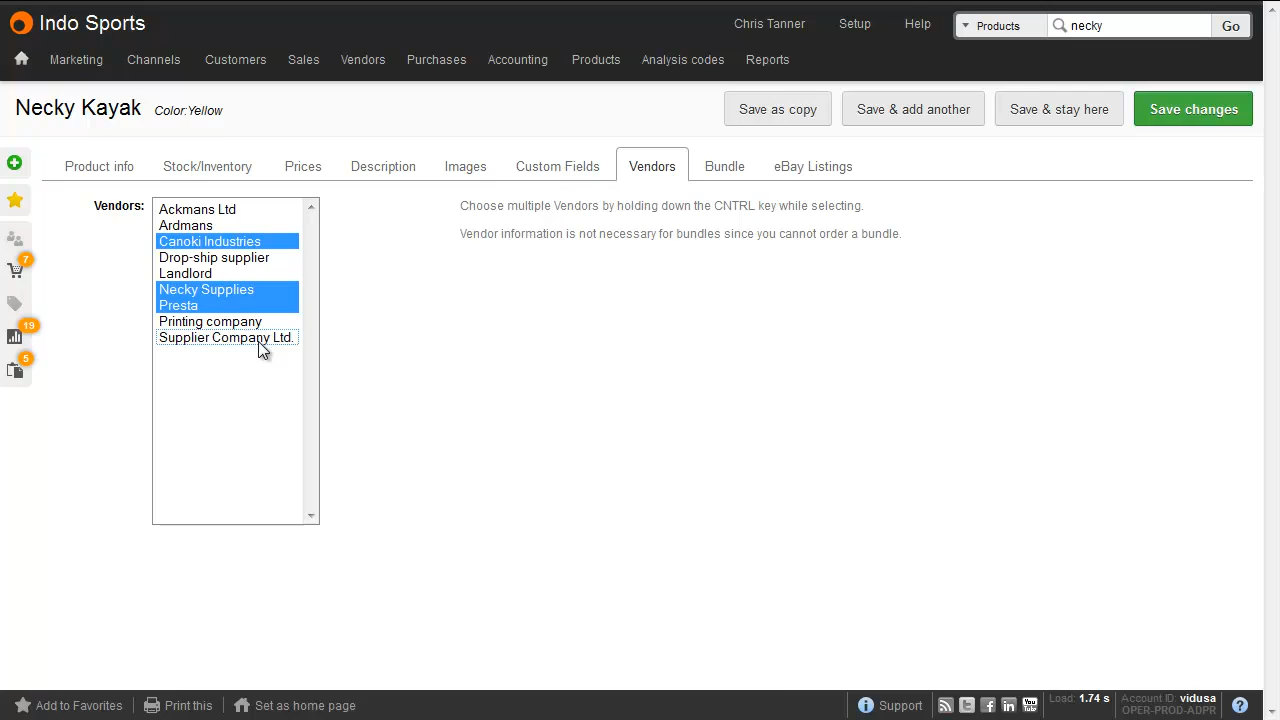 Indo Sports
Chris Tanner Setup Help Products necky Go
Marketing Channels Customers Sales Vendors Purchases Accounting Products Analysis codes Reports
Necky Kayak Color:Yellow Save as copy Save & add another Save & stay here Save changes
Product info Stock/Inventory Prices Description Images Custom Fields Vendors Bundle eBay Listings
Vendors:
Ackmans Ltd
Ardmans
Canoki Industries
Drop-ship supplier
Landlord
Necky Supplies
Presta
Printing company
Supplier Company Ltd.
Choose multiple Vendors by holding down the CNTRL key while selecting.
Vendor information is not necessary for bundles since you cannot order a bundle.
7
19
5
Add to Favorites Print this Set as home page Support You Tube Load: 1.74 s Account ID: vidusa
OPER-PROD-ADPR ?